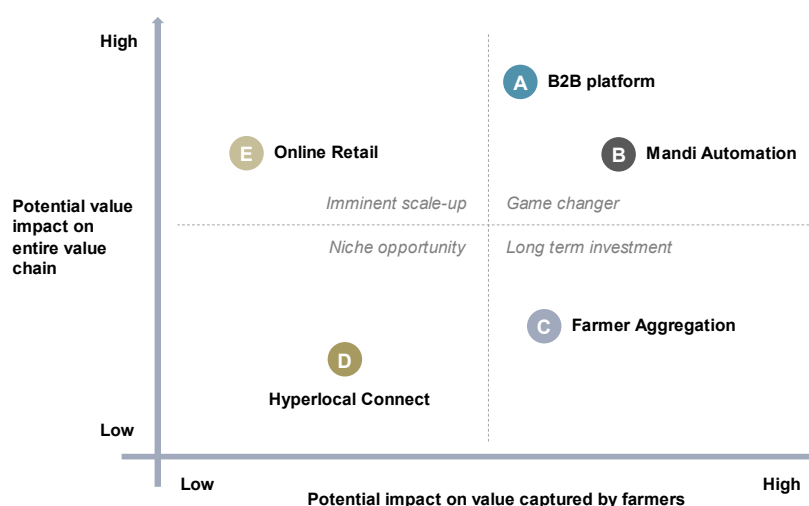 High
A B2B platform
E Online Retail
B Mandi Automation
Potential value
impact on
entire value
chain
Imminent scale-up
Game changer
Niche opportunity
Long term investment
C Farmer Aggregation
D
Hyperlocal Connect
Low
Low
High
Potential impact on value captured by farmers